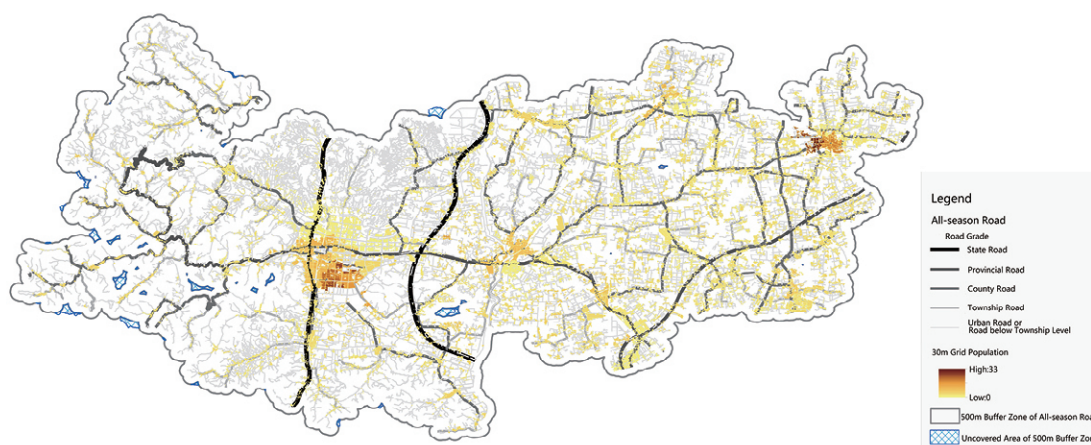 Legend
All-season Road
Road Grade
State Road
Provincial Road
County Road
Township Road
Urban Road or
Road below Township Level
30m Grid Population
High:33
Low:0
500m Buffer Zone of All-season Roa
Uncovered Area of 500m Buffer Zon